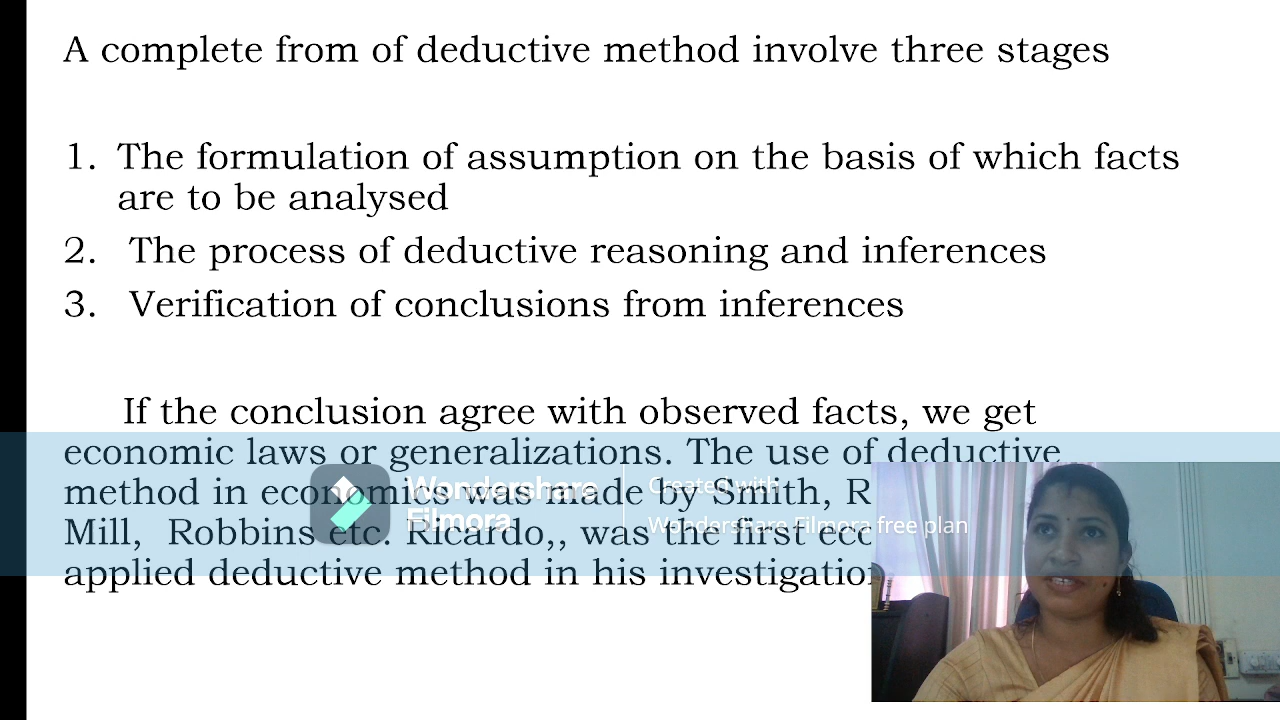 A complete from of deductive method involve three stages
1. The formulation of assumption on the basis of which facts
are to be analysed
2. The process of deductive reasoning and inferences
3. Verification of conclusions from inferences
If the conclusion agree with observed facts, we get
economic laws or generalizations. The use of deductive
method in economics was made by Smith, R
Mill, Robbins etc. Ricardo,, was the first
applied deductive method in his
Wondershare
Filmora
Created with
Wondershare Filmora free plan